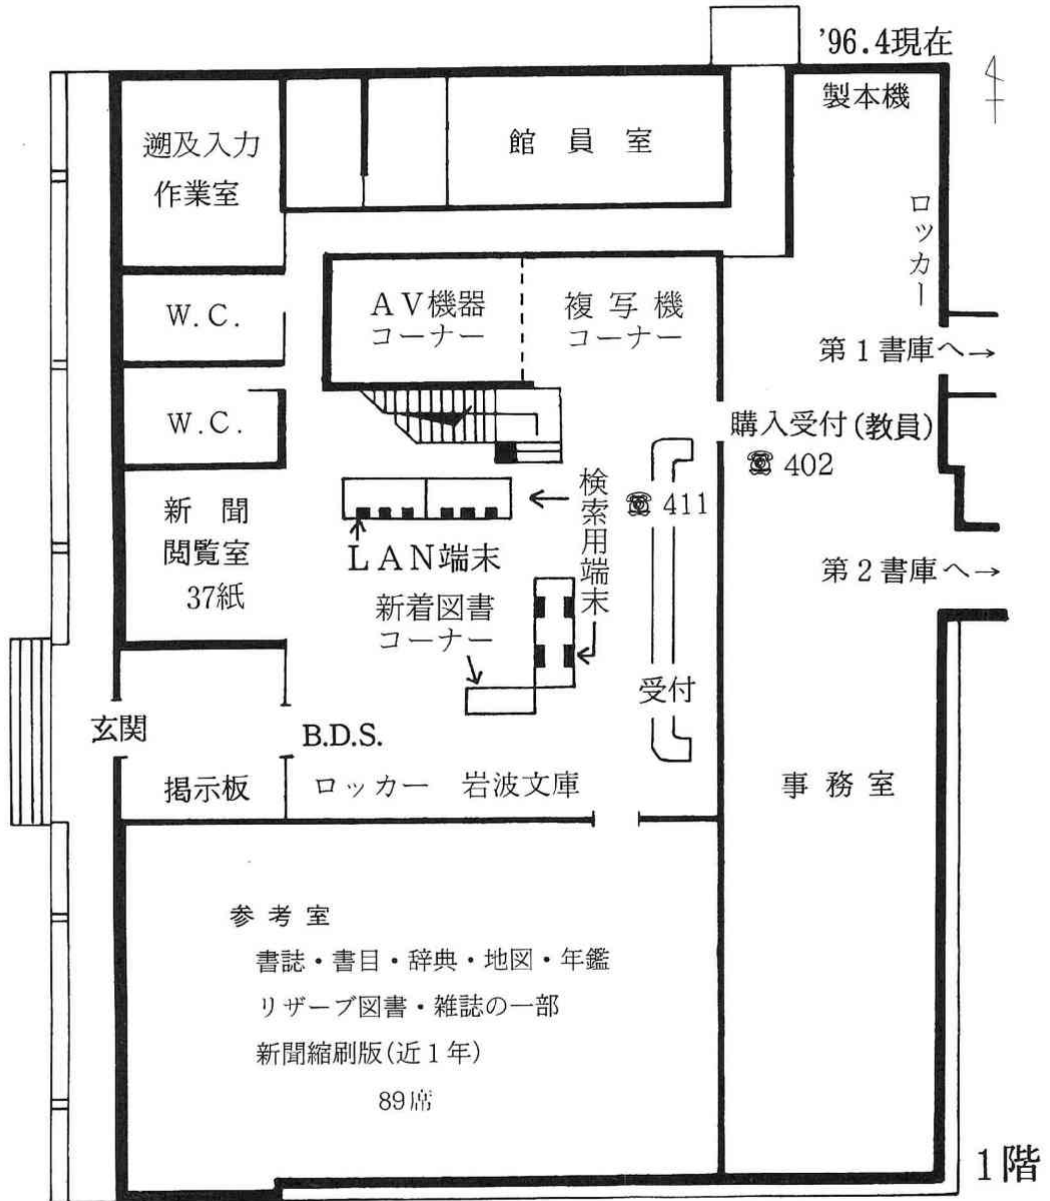 '96.4現在
製本機
遡及入力
作業室
館員室
ロッカー
W.C.
AV機器
コーナー
複写機
コーナー
第1書庫へ→
W.C.
購入受付(教員)
☎ 402
新聞
閲覧室
37紙
検索用端末
☎ 411
LAN端末
第2書庫へ→
新着図書
コーナー
受付
玄関
B.D.S.
掲示板
ロッカー
岩波文庫
事務室
参考室
書誌・書目・辞典・地図・年鑑
リザーブ図書・雑誌の一部
新聞縮刷版(近1年)
89席
1階